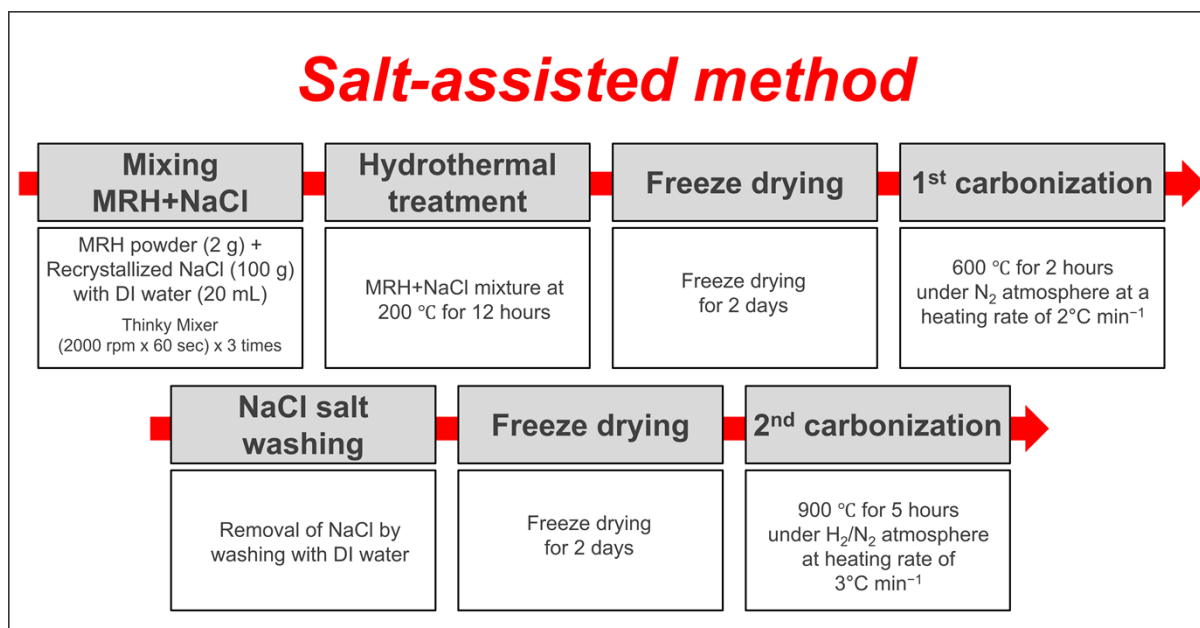 Salt-assisted method
Mixing
MRH+NaCl
MRH powder (2 g) +
Recrystallized NaCl (100 g)
with DI water (20 mL)
Thinky Mixer
(2000 rpm x 60 sec) x 3 times
Hydrothermal
treatment
MRH+NaCl mixture at
200 ℃ for 12 hours
Freeze drying
Freeze drying
for 2 days
1st carbonization
600 ℃ for 2 hours
under N2 atmosphere at a
heating rate of 2°C min−1
NaCl salt
washing
Removal of NaCl by
washing with DI water
Freeze drying
Freeze drying
for 2 days
2nd carbonization
900 ℃ for 5 hours
under H2/N2 atmosphere
at heating rate of
3°C min−1